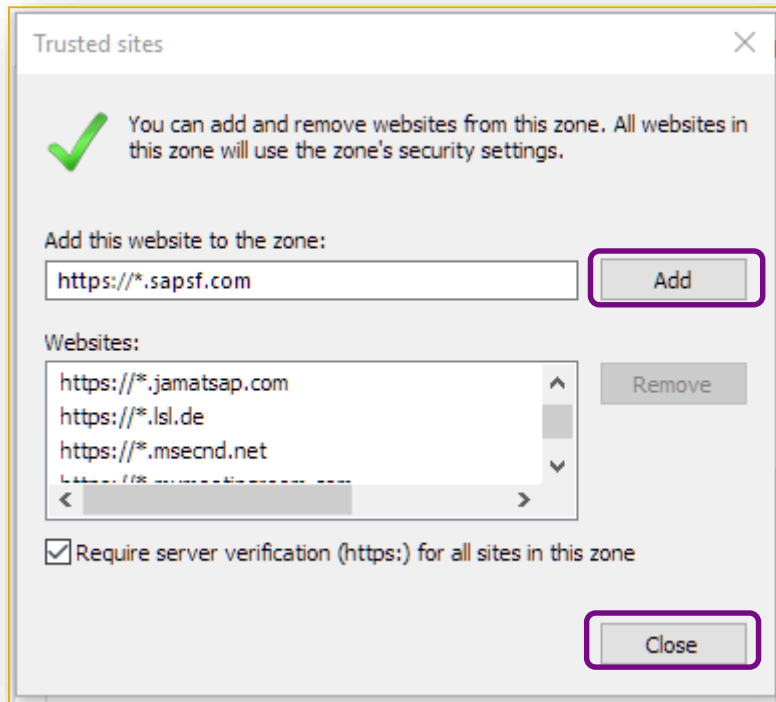 Trusted sites
You can add and remove websites from this zone. All websites in
this zone will use the zone's security settings.
Add this website to the zone:
https://*.sapsf.com
Add
Websites:
https://*.jamatsap.com
Remove
https://*.lsl.de
https://*.msecnd.net
Require server verification (https:) for all sites in this zone
Close